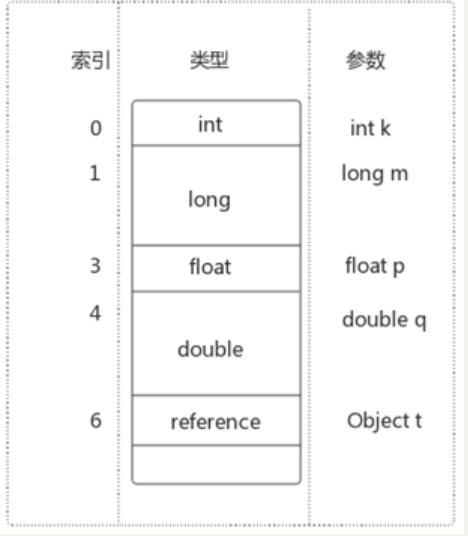 索引 类型 参数
0 int int k
1 long long m
3 float float p
4 double double q
6 reference Object t